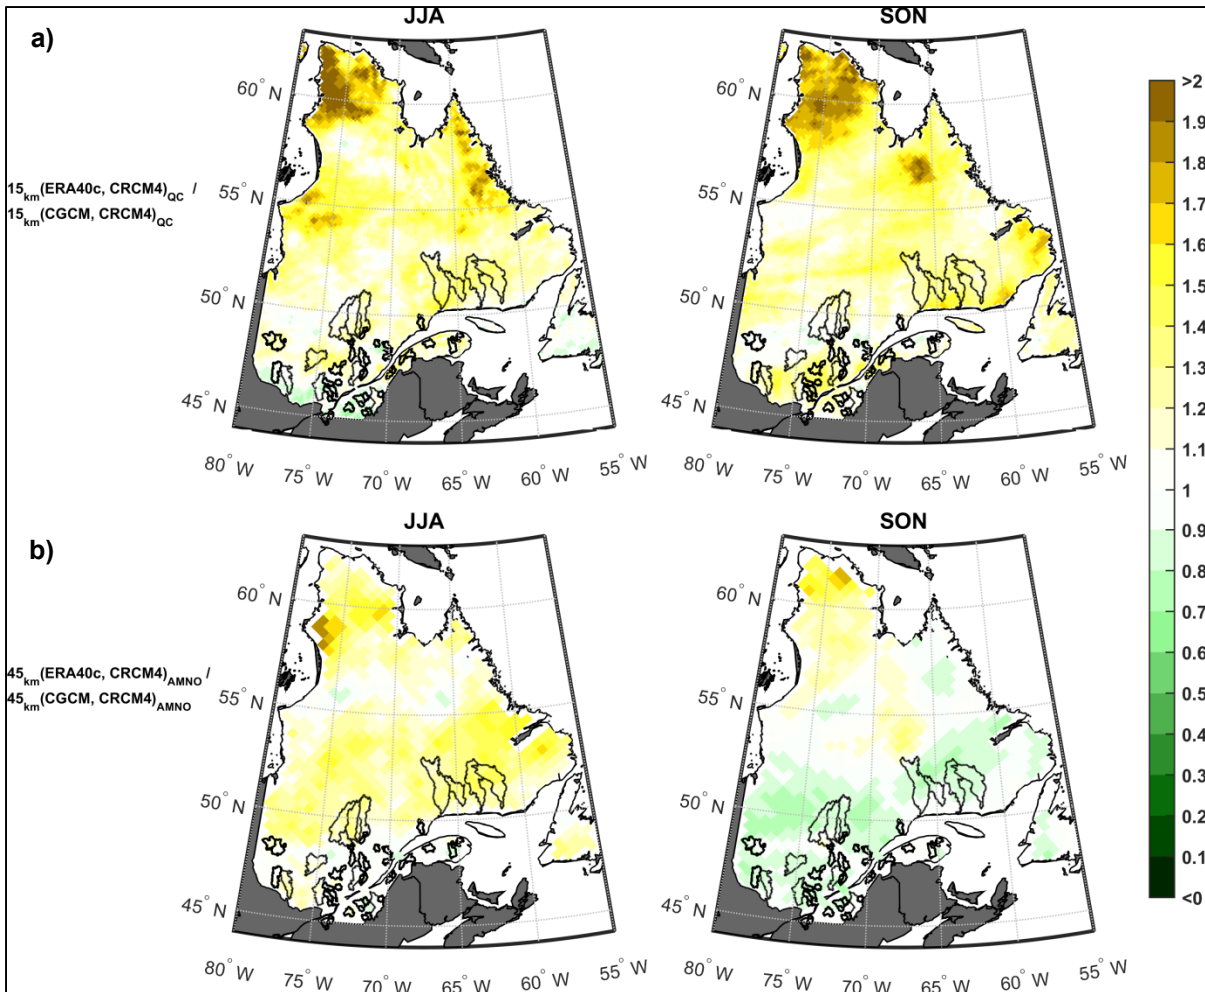 JJA
SON
a)
60° N
55° N
50° N
45° N
80° W
75° W
70° W
65° W
60° W
55° W
60° N
55° N
50° N
45° N
80° W
75° W
70° W
65° W
60° W
55° W
15km(ERA40c, CRCM4)QC /
15km(CGCM, CRCM4)QC
JJA
SON
b)
60° N
55° N
50° N
45° N
80° W
75° W
70° W
65° W
60° W
55° W
60° N
55° N
50° N
45° N
80° W
75° W
70° W
65° W
60° W
55° W
45km(ERA40c, CRCM4)AMNO /
45km(CGCM, CRCM4)AMNO
>2
1.9
1.8
1.7
1.6
1.5
1.4
1.3
1.2
1.1
1
0.9
0.8
0.7
0.6
0.5
0.4
0.3
0.2
0.1
<0